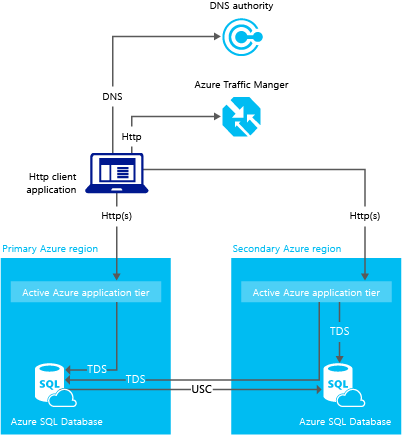 DNS authority
Azure Traffic Manger
DNS
Http
Http client
application
Http(s)
Http(s)
Primary Azure region
Secondary Azure region
Active Azure application tier
Active Azure application tier
TDS
TDS
TDS
SQL
USC
SQL
Azure SQL Database
Azure SQL Database